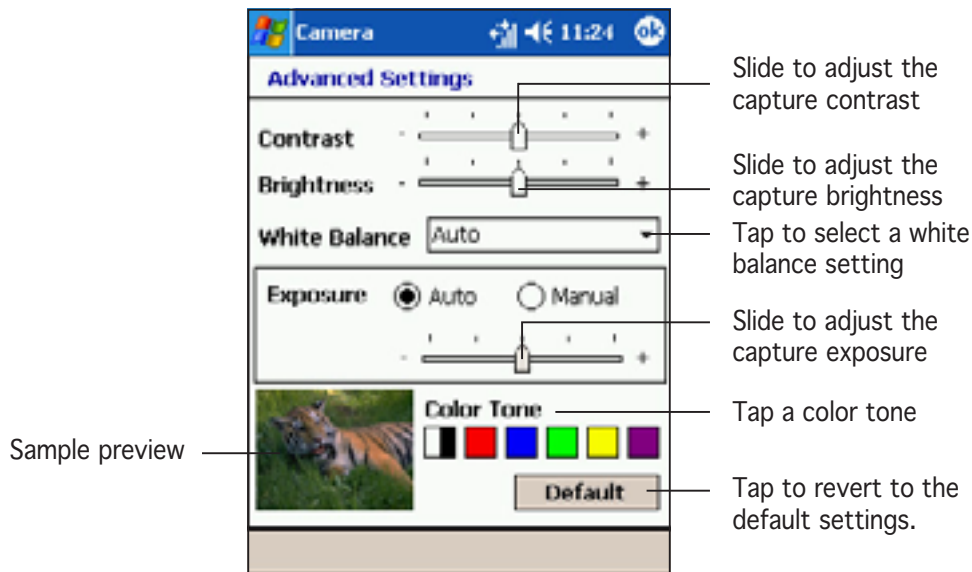 Camera 11:24 ok
Advanced Settings
Contrast - +
Brightness - +
White Balance Auto
Exposure Auto Manual
- +
Color Tone
Default
Slide to adjust the
capture contrast
Slide to adjust the
capture brightness
Tap to select a white
balance setting
Slide to adjust the
capture exposure
Tap a color tone
Tap to revert to the
default settings.
Sample preview